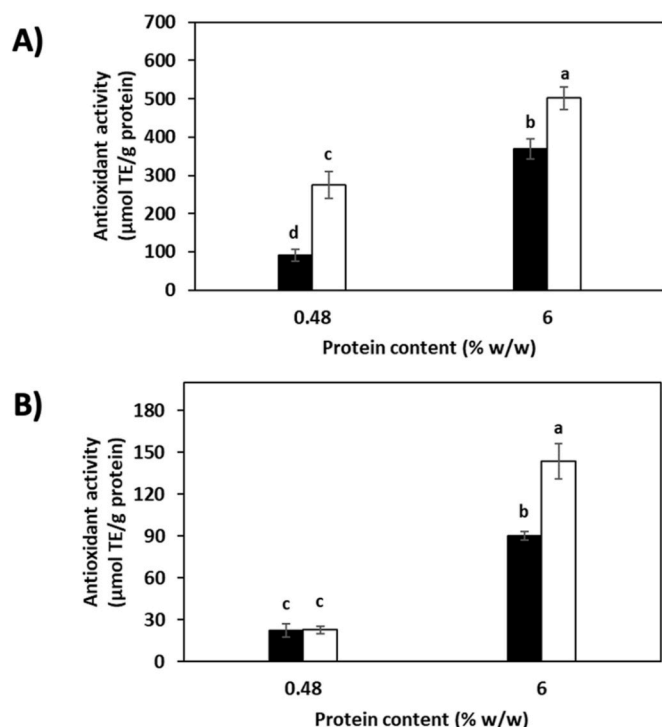 A)
Antioxidant activity
(µmol TE/g protein)
700
600
500
400
300
200
100
0
d
c
b
a
0.48
6
Protein content (% w/w)
B)
Antioxidant activity
(µmol TE/g protein)
180
150
120
90
60
30
0
c
c
b
a
0.48
6
Protein content (% w/w)